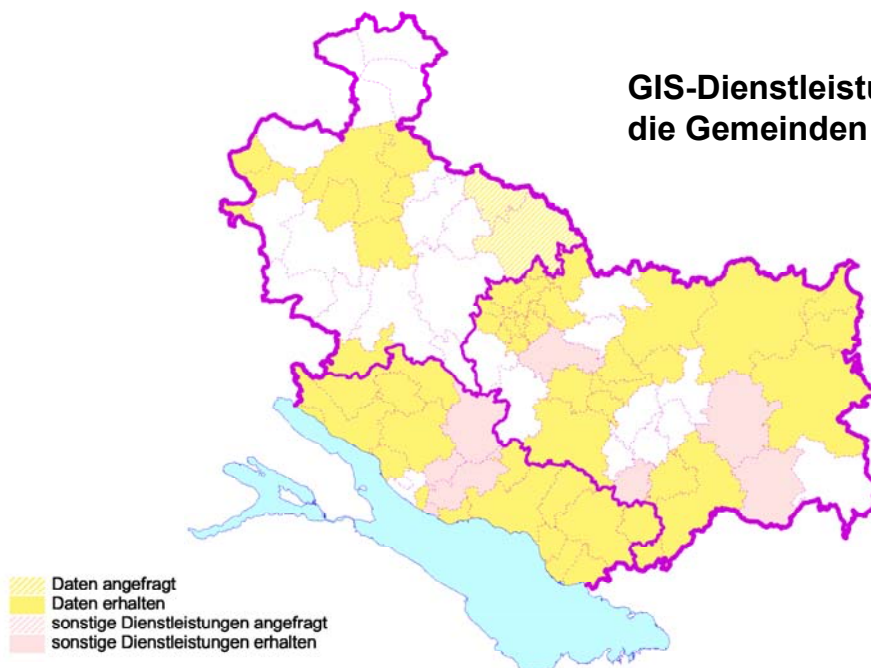 GIS-Dienstleistu
die Gemeinden
Daten angefragt
Daten erhalten
sonstige Dienstleistungen angefragt
sonstige Dienstleistungen erhalten